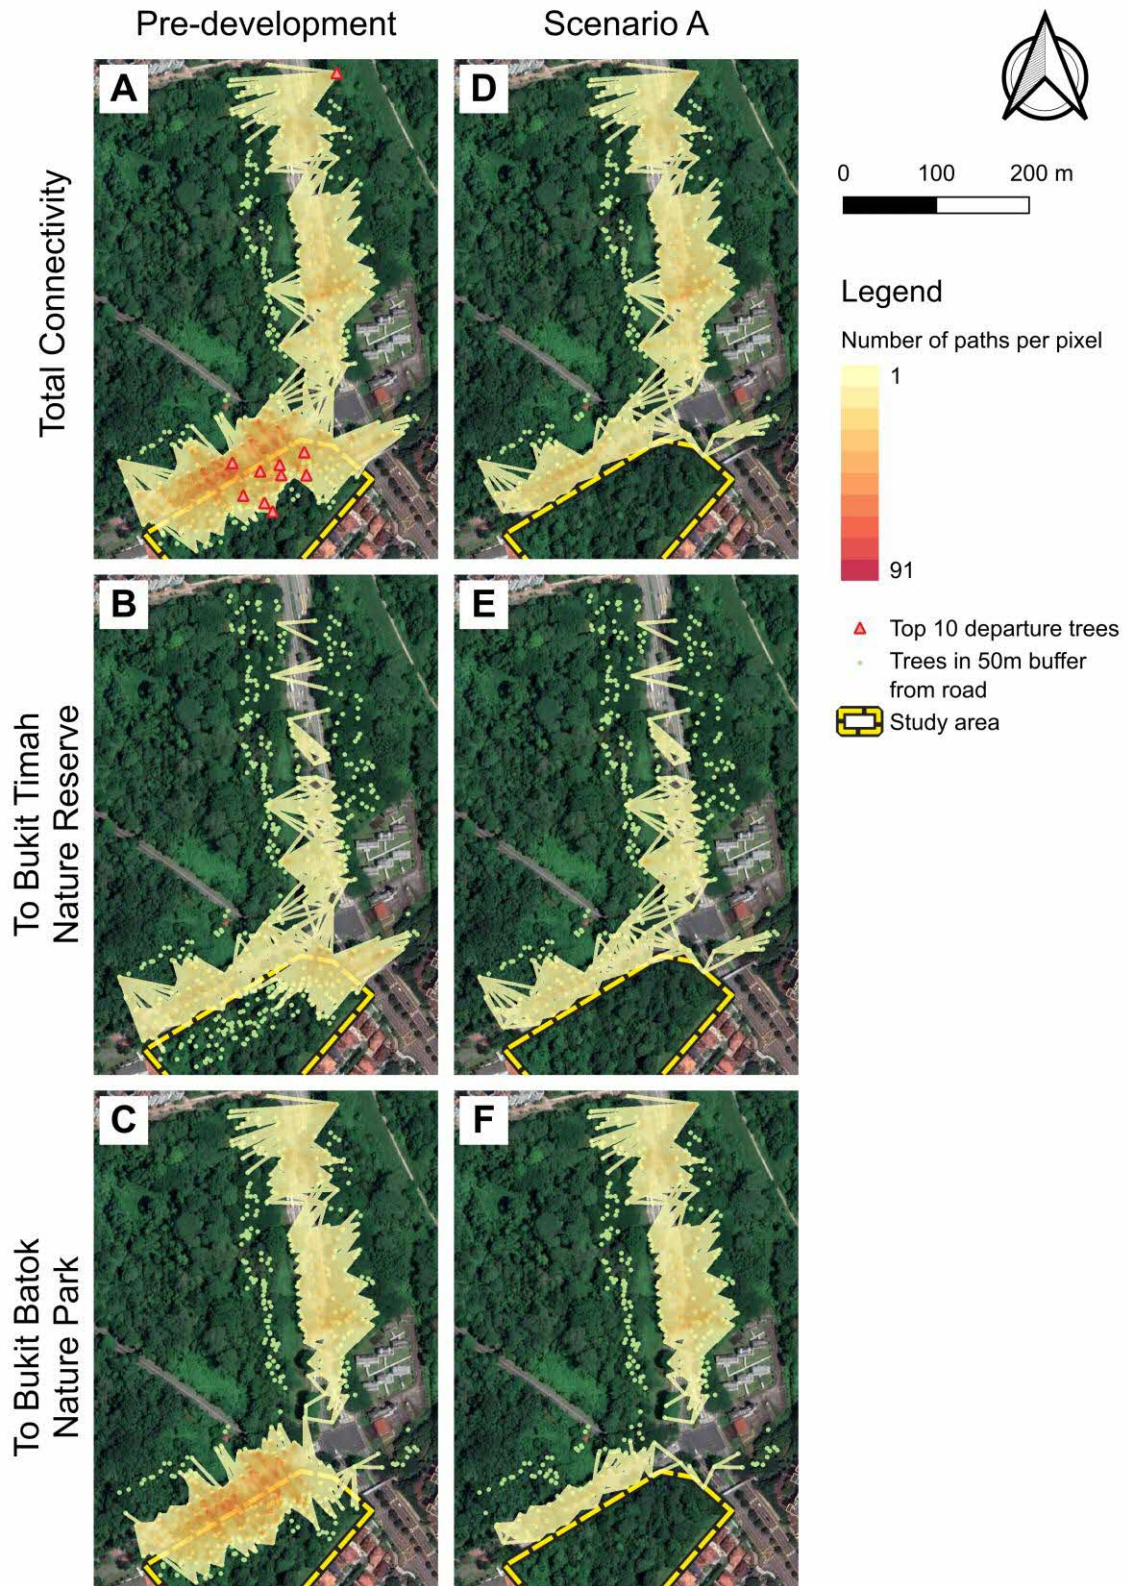 Pre-development
Scenario A
A
D
0 100 200 m
Total Connectivity
Legend
Number of paths per pixel
1
91
Top 10 departure trees
Trees in 50m buffer
from road
Study area
B
E
To Bukit Timah
Nature Reserve
C
F
To Bukit Batok
Nature Park